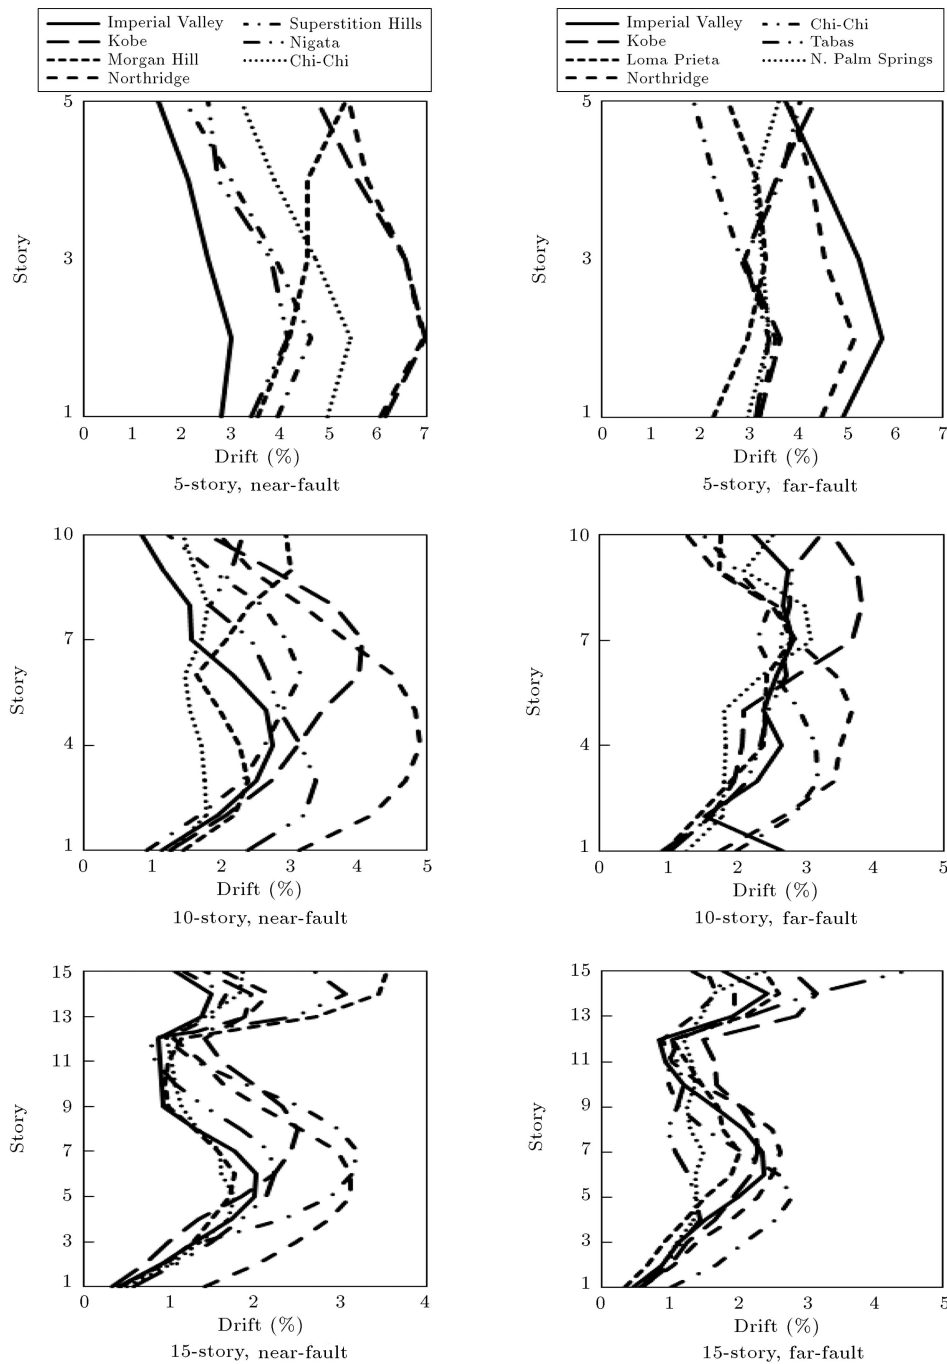 Imperial Valley
Kobe
Morgan Hill
Northridge
Superstition Hills
Nigata
Chi-Chi
5
3
1
Story
0 1 2 3 4 5 6 7
Drift (%)
5-story, near-fault
Imperial Valley
Kobe
Loma Prieta
Northridge
Chi-Chi
Tabas
N. Palm Springs
5
3
1
Story
0 1 2 3 4 5 6 7
Drift (%)
5-story, far-fault
10
7
4
1
Story
0 1 2 3 4 5
Drift (%)
10-story, near-fault
10
7
4
1
Story
0 1 2 3 4 5
Drift (%)
10-story, far-fault
15
13
11
9
7
5
3
1
Story
0 1 2 3 4
Drift (%)
15-story, near-fault
15
13
11
9
7
5
3
1
Story
0 1 2 3 4 5
Drift (%)
15-story, far-fault